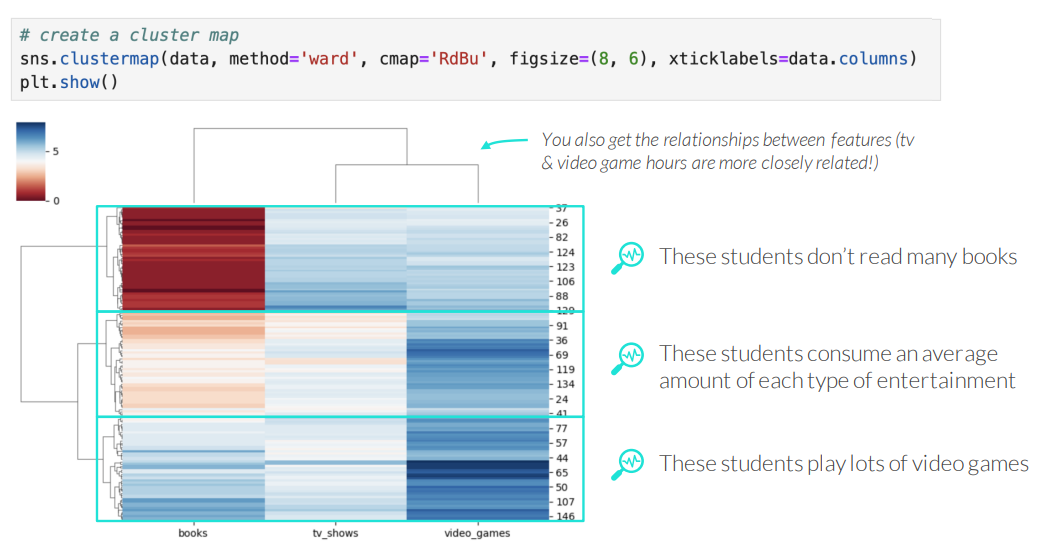 # create a cluster map
sns.clustermap(data, method='ward', cmap='RdBu', figsize=(8, 6), xticklabels=data.columns)
plt.show()
You also get the relationships between features (tv
& video game hours are more closely related!)
5
0
37
26
82
124
123
106
88
129
91
36
69
119
134
24
41
77
57
44
65
50
107
146
books
tv_shows
video_games
These students don’t read many books
These students consume an average
amount of each type of entertainment
These students play lots of video games